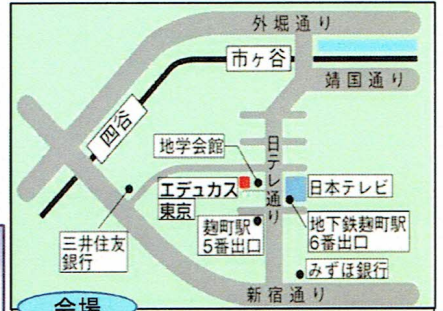 外堀通り
市ヶ谷
靖国通り
四谷
地学会館
日テレ通り
エデュカス
東京
日本テレビ
麹町駅
5番出口
地下鉄麹町駅
6番出口
三井住友
銀行
みずほ銀行
新宿通り
会場